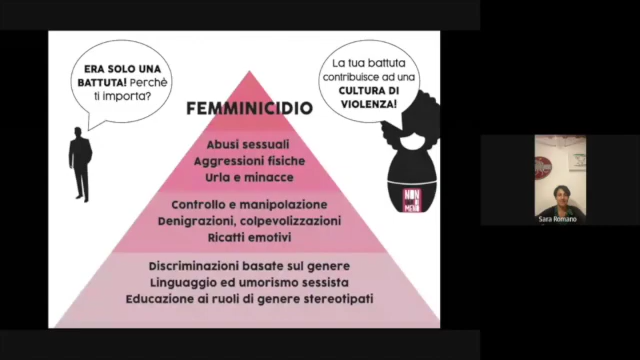 ERA SOLO UNA
BATTUTA! Perchè
ti importa?
La tua battuta
contribuisce ad una
CULTURA DI
VIOLENZA!
FEMMINICIDIO
Abusi sessuali
Aggressioni fisiche
Urla e minacce
Controllo e manipolazione
Denigrazioni, colpevolizzazioni
Ricatti emotivi
Discriminazioni basate sul genere
Linguaggio ed umorismo sessista
Educazione ai ruoli di genere stereotipati
NON
MENO
Sara Romano